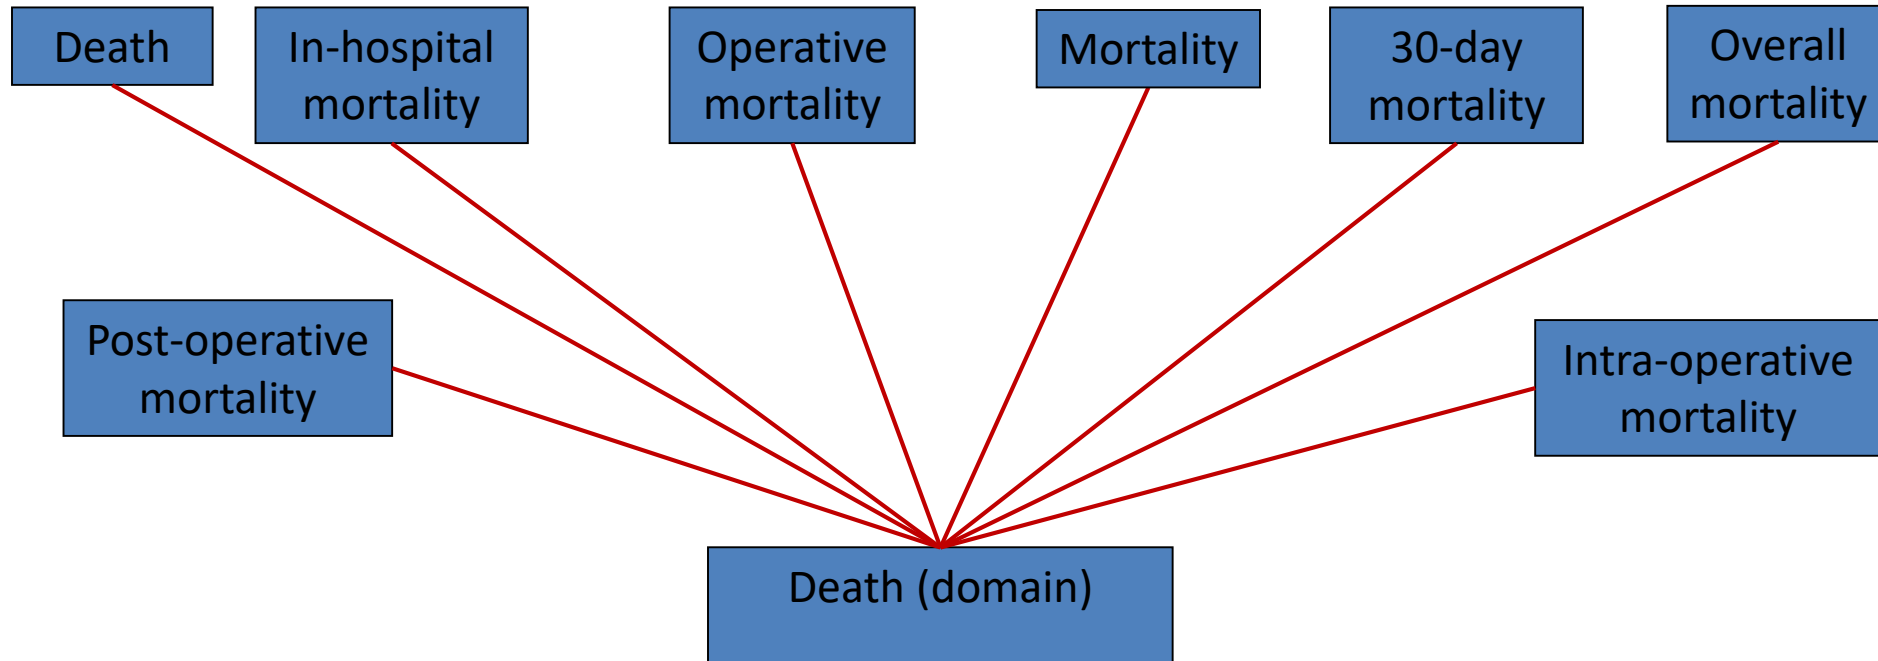 Death
In-hospital
mortality
Operative
mortality
Mortality
30-day
mortality
Overall
mortality
Post-operative
mortality
Intra-operative
mortality
Death (domain)